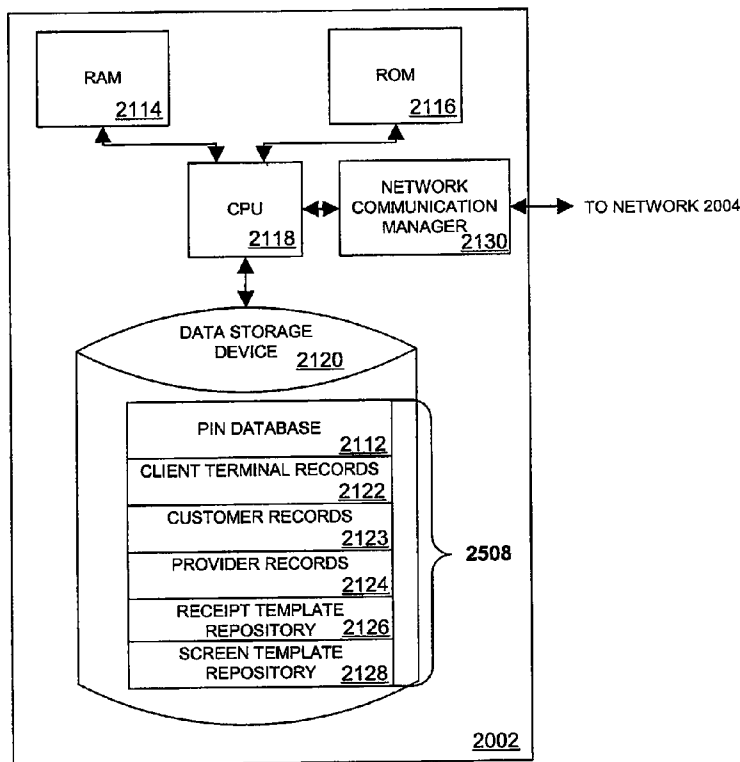 RAM
2114
ROM
2116
CPU
2118
NETWORK
COMMUNICATION
MANAGER
2130
TO NETWORK 2004
DATA STORAGE
DEVICE
2120
PIN DATABASE
2112
CLIENT TERMINAL RECORDS
2122
CUSTOMER RECORDS
2123
PROVIDER RECORDS
2124
RECEIPT TEMPLATE
REPOSITORY
2126
SCREEN TEMPLATE
REPOSITORY
2128
2508
2002